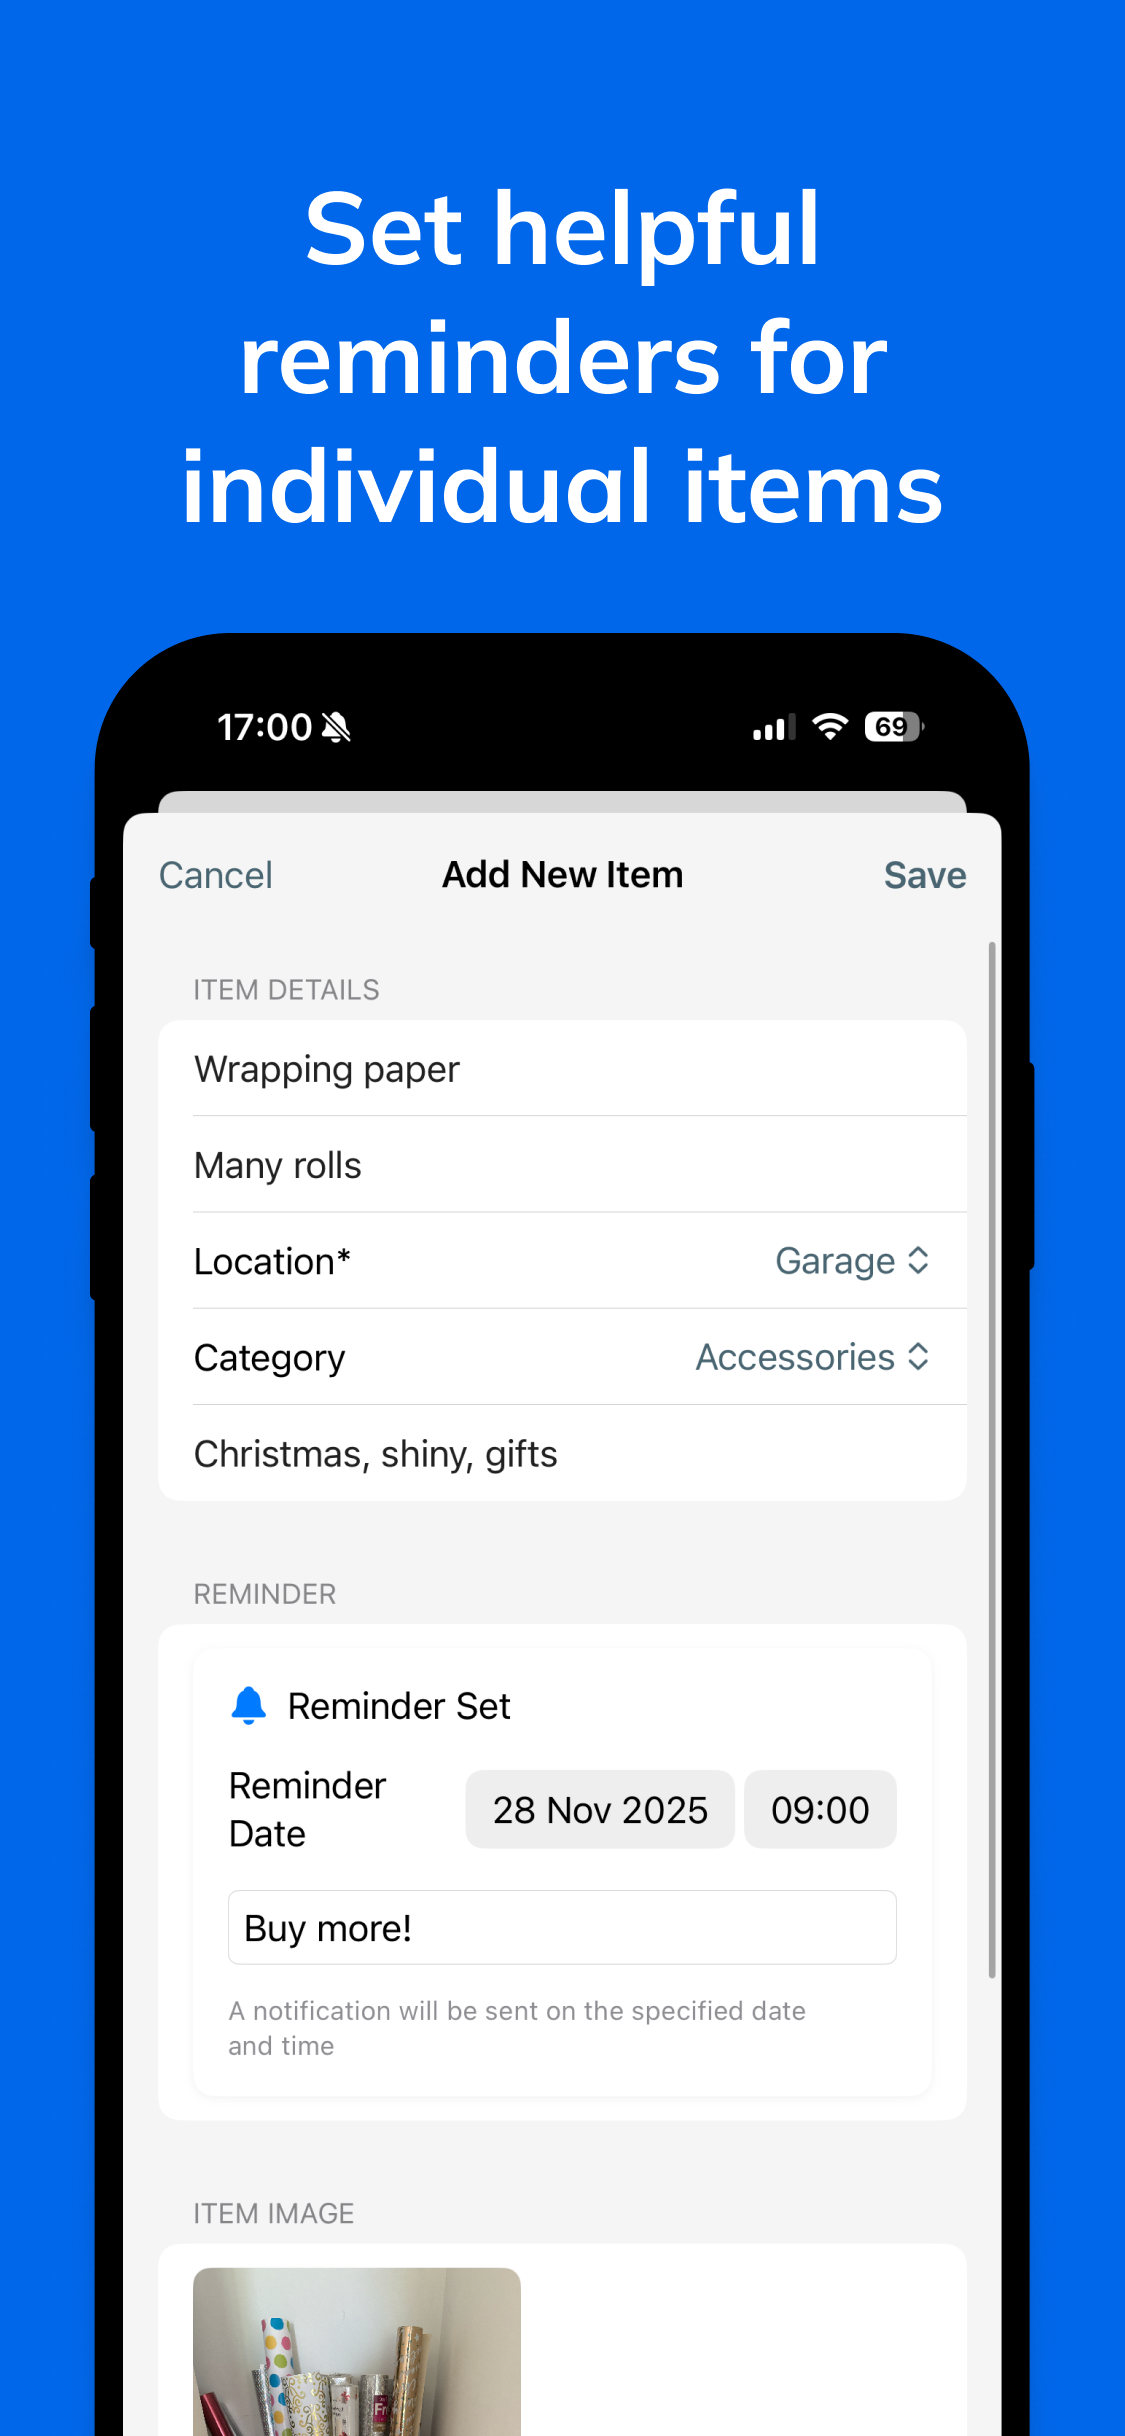 Set helpful
reminders for
individual items
17:00
69
Cancel
Add New Item
Save
ITEM DETAILS
Wrapping paper
Many rolls
Location*
Garage
Category
Accessories
Christmas, shiny, gifts
REMINDER
Reminder Set
Reminder
Date
28 Nov 2025
09:00
Buy more!
A notification will be sent on the specified date
and time
ITEM IMAGE